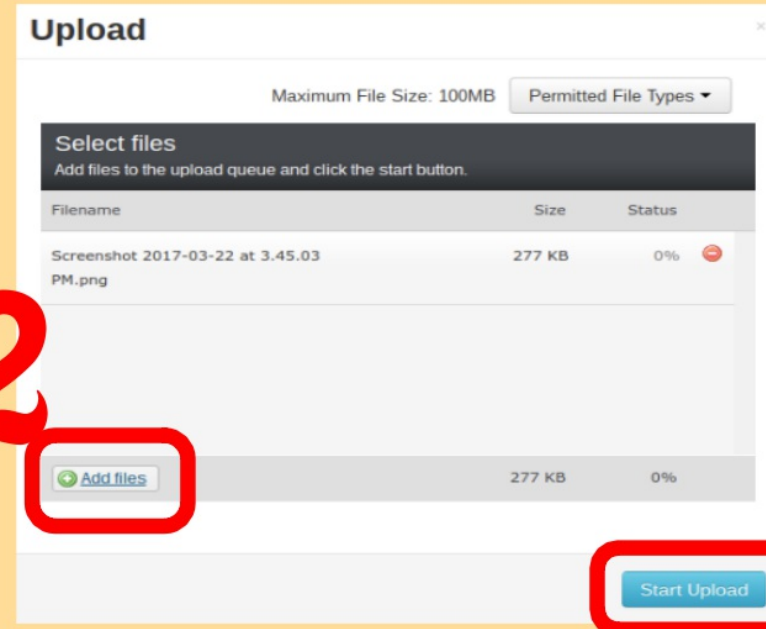 Upload
Maximum File Size: 100MB Permitted File Types
Select files
Add files to the upload queue and click the start button.
Filename Size Status
Screenshot 2017-03-22 at 3.45.03 277 KB 0%
PM.png
2
Add files 277 KB 0%
Start Upload